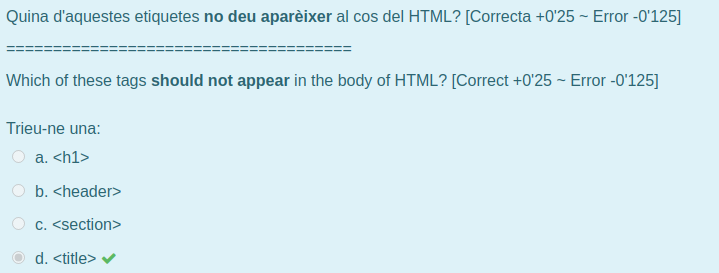 Quina d'aquestes etiquetes no deu aparèixer al cos del HTML? [Correcta +0'25 ~ Error -0'125]
=====================================
Which of these tags should not appear in the body of HTML? [Correct +0'25 ~ Error -0'125]
Trieu-ne una:
a. <h1>
b. <header>
c. <section>
d. <title>